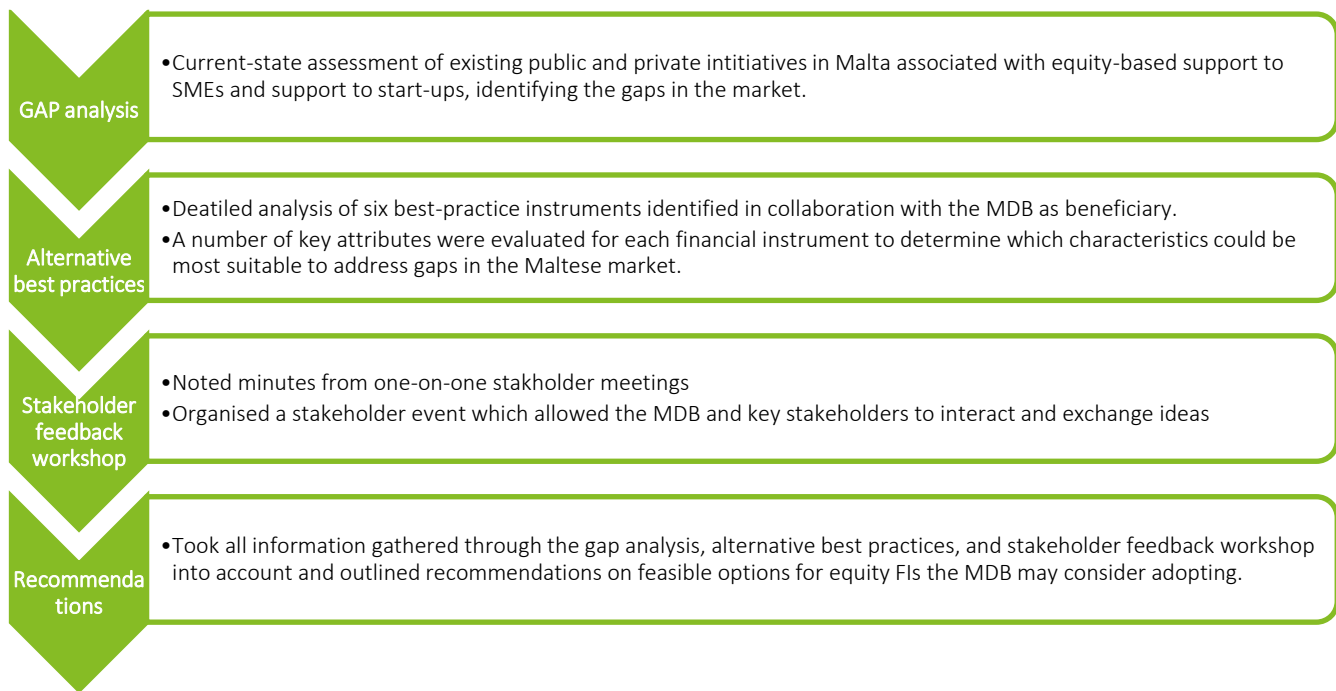 GAP analysis
•Current-state assessment of existing public and private intitiatives in Malta associated with equity-based support to
SMEs and support to start-ups, identifying the gaps in the market.
Alternative
best practices
•Deatiled analysis of six best-practice instruments identified in collaboration with the MDB as beneficiary.
•A number of key attributes were evaluated for each financial instrument to determine which characteristics could be
most suitable to address gaps in the Maltese market.
Stakeholder
feedback
workshop
•Noted minutes from one-on-one stakholder meetings
•Organised a stakeholder event which allowed the MDB and key stakeholders to interact and exchange ideas
Recommenda
tions
•Took all information gathered through the gap analysis, alternative best practices, and stakeholder feedback workshop
into account and outlined recommendations on feasible options for equity FIs the MDB may consider adopting.